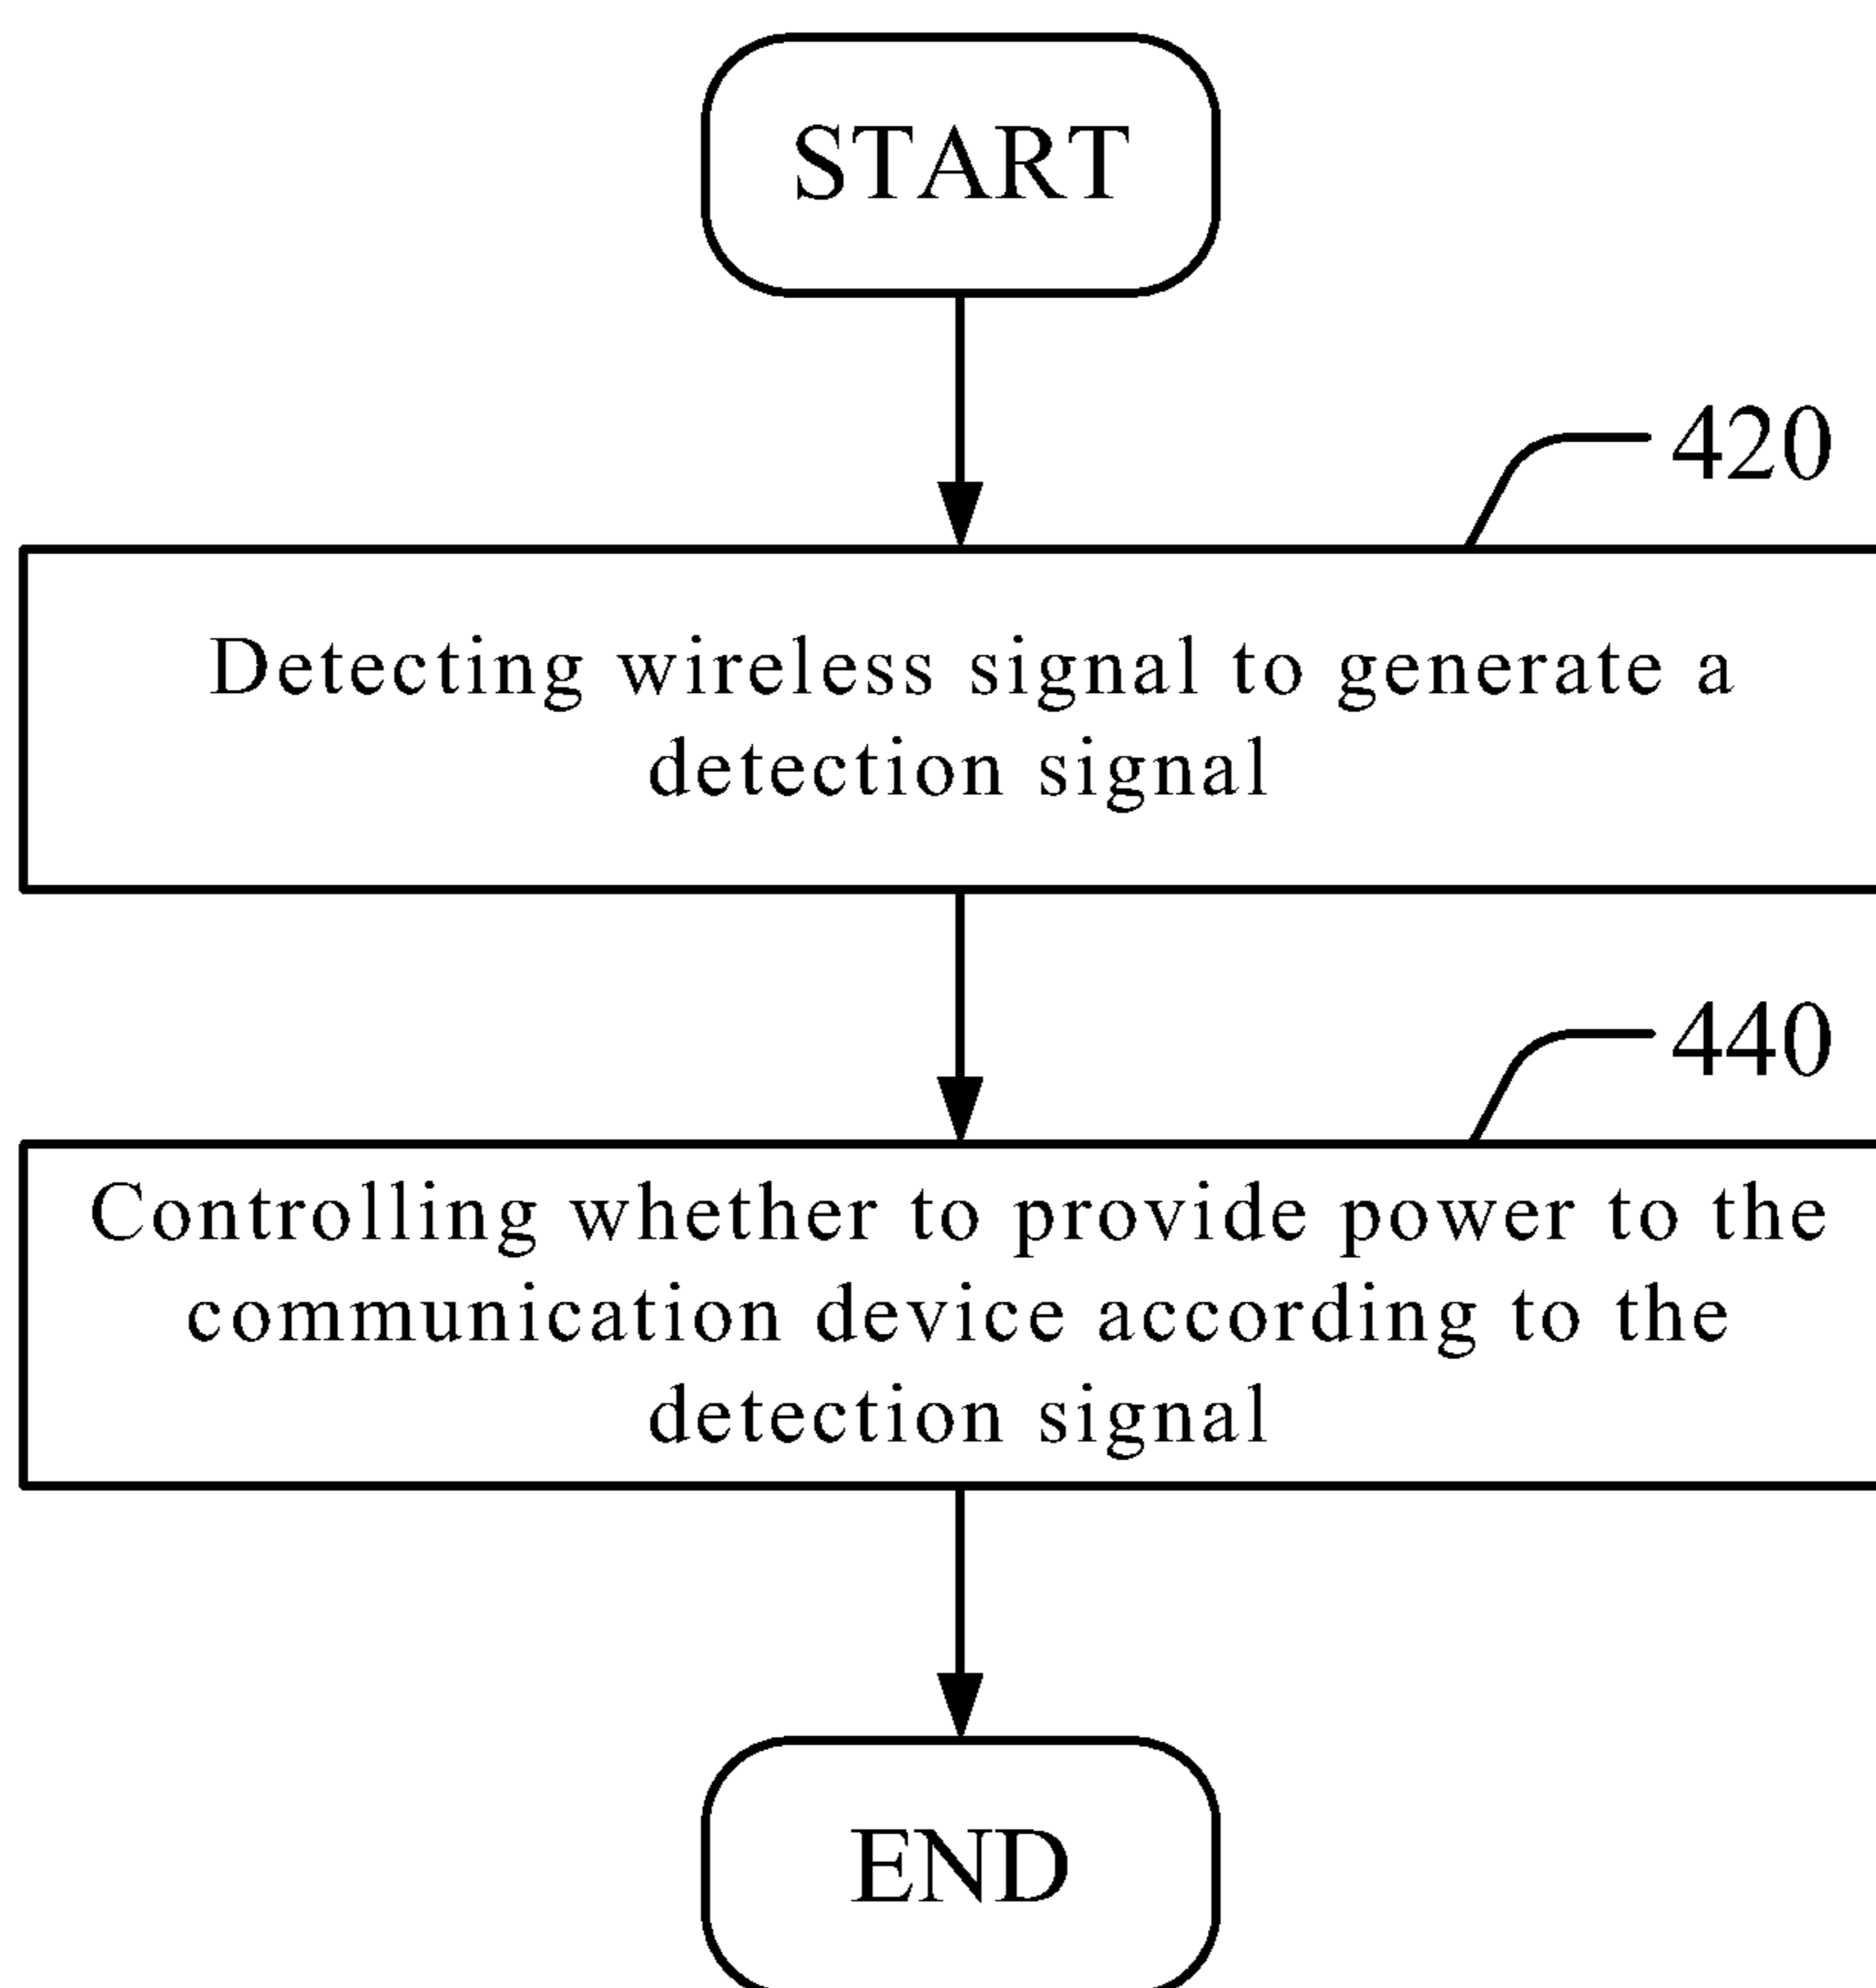 START
420
Detecting wireless signal to generate a
detection signal
440
Controlling whether to provide power to the
communication device according to the
detection signal
END